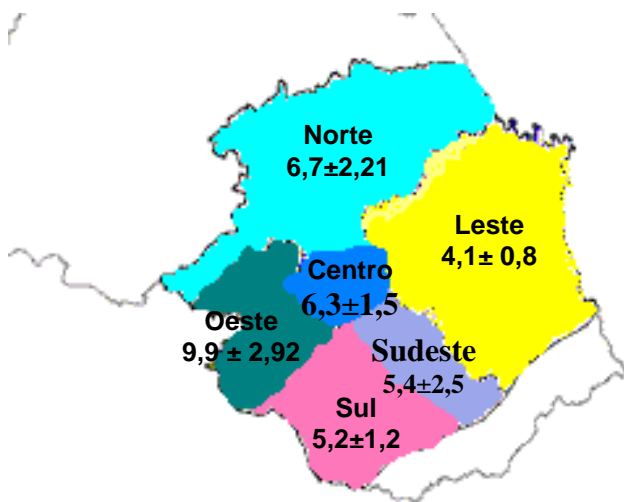 Norte
6,7±2,21
Leste
4,1± 0,8
Centro
6,3±1,5
Oeste
9,9 ± 2,92
Sudeste
5,4±2,5
Sul
5,2±1,2